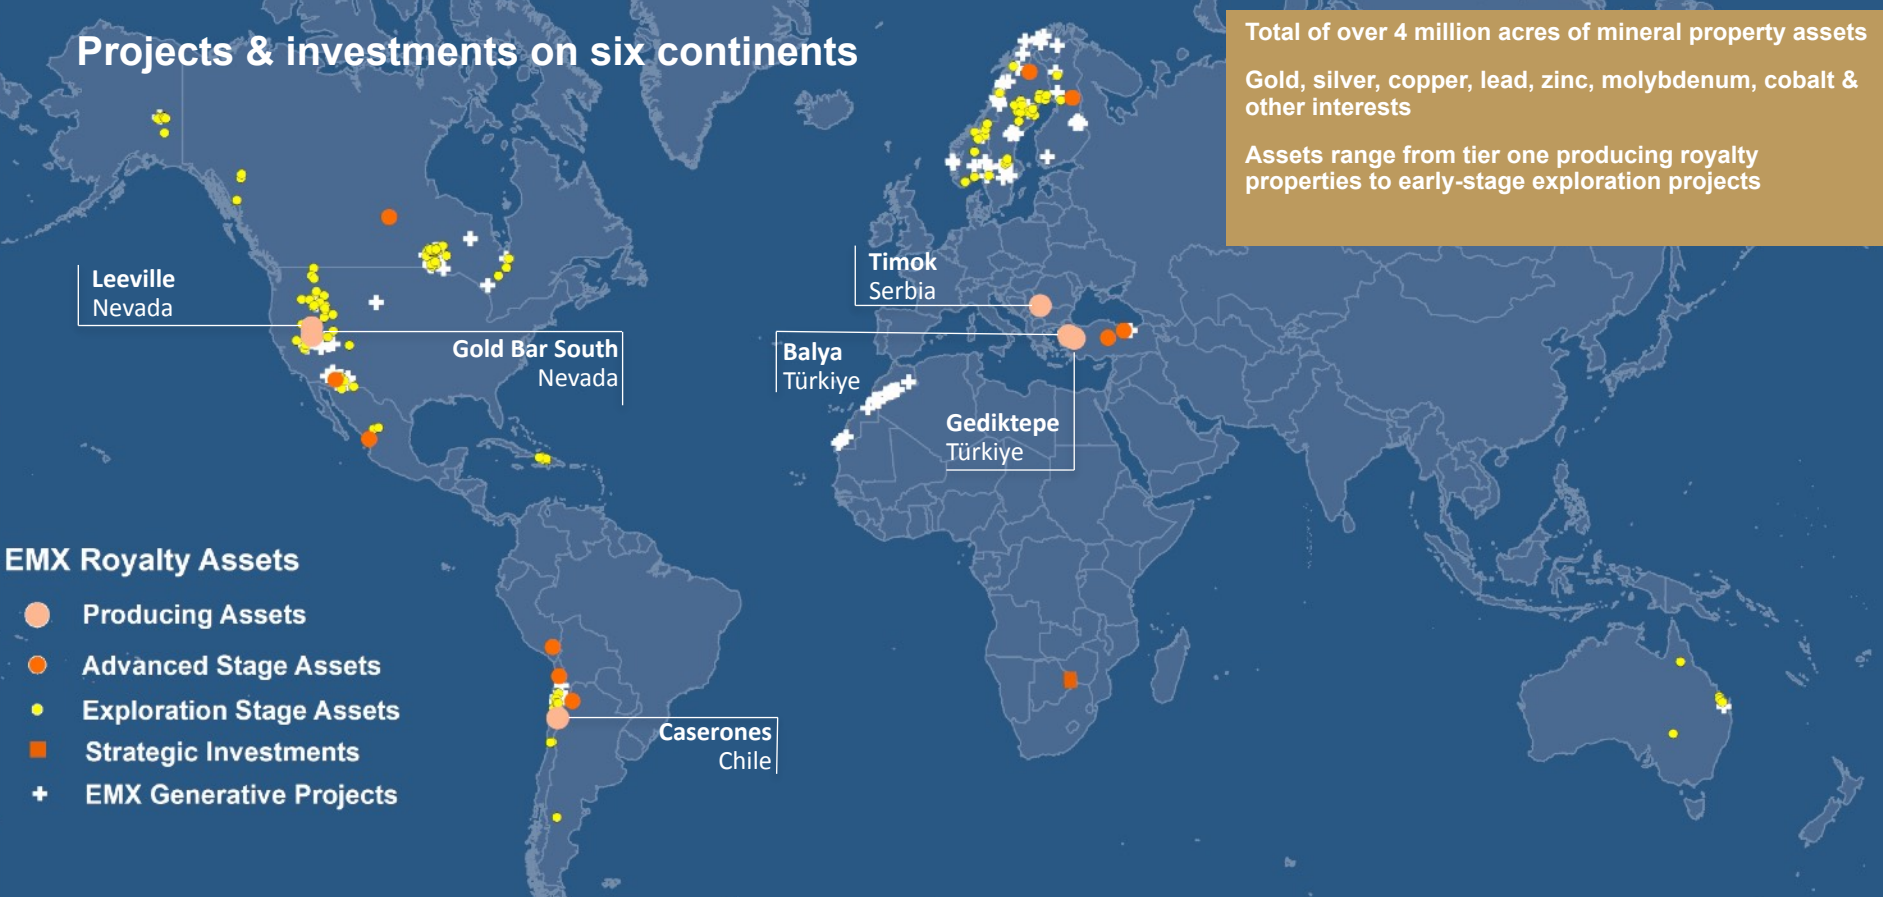 Projects & investments on six continents
Total of over 4 million acres of mineral property assets
Gold, silver, copper, lead, zinc, molybdenum, cobalt &
other interests
Assets range from tier one producing royalty
properties to early-stage exploration projects
Leeville
Nevada
Gold Bar South
Nevada
Timok
Serbia
Balya
Türkiye
Gediktepe
Türkiye
Caserones
Chile
EMX Royalty Assets
Producing Assets
Advanced Stage Assets
Exploration Stage Assets
Strategic Investments
EMX Generative Projects